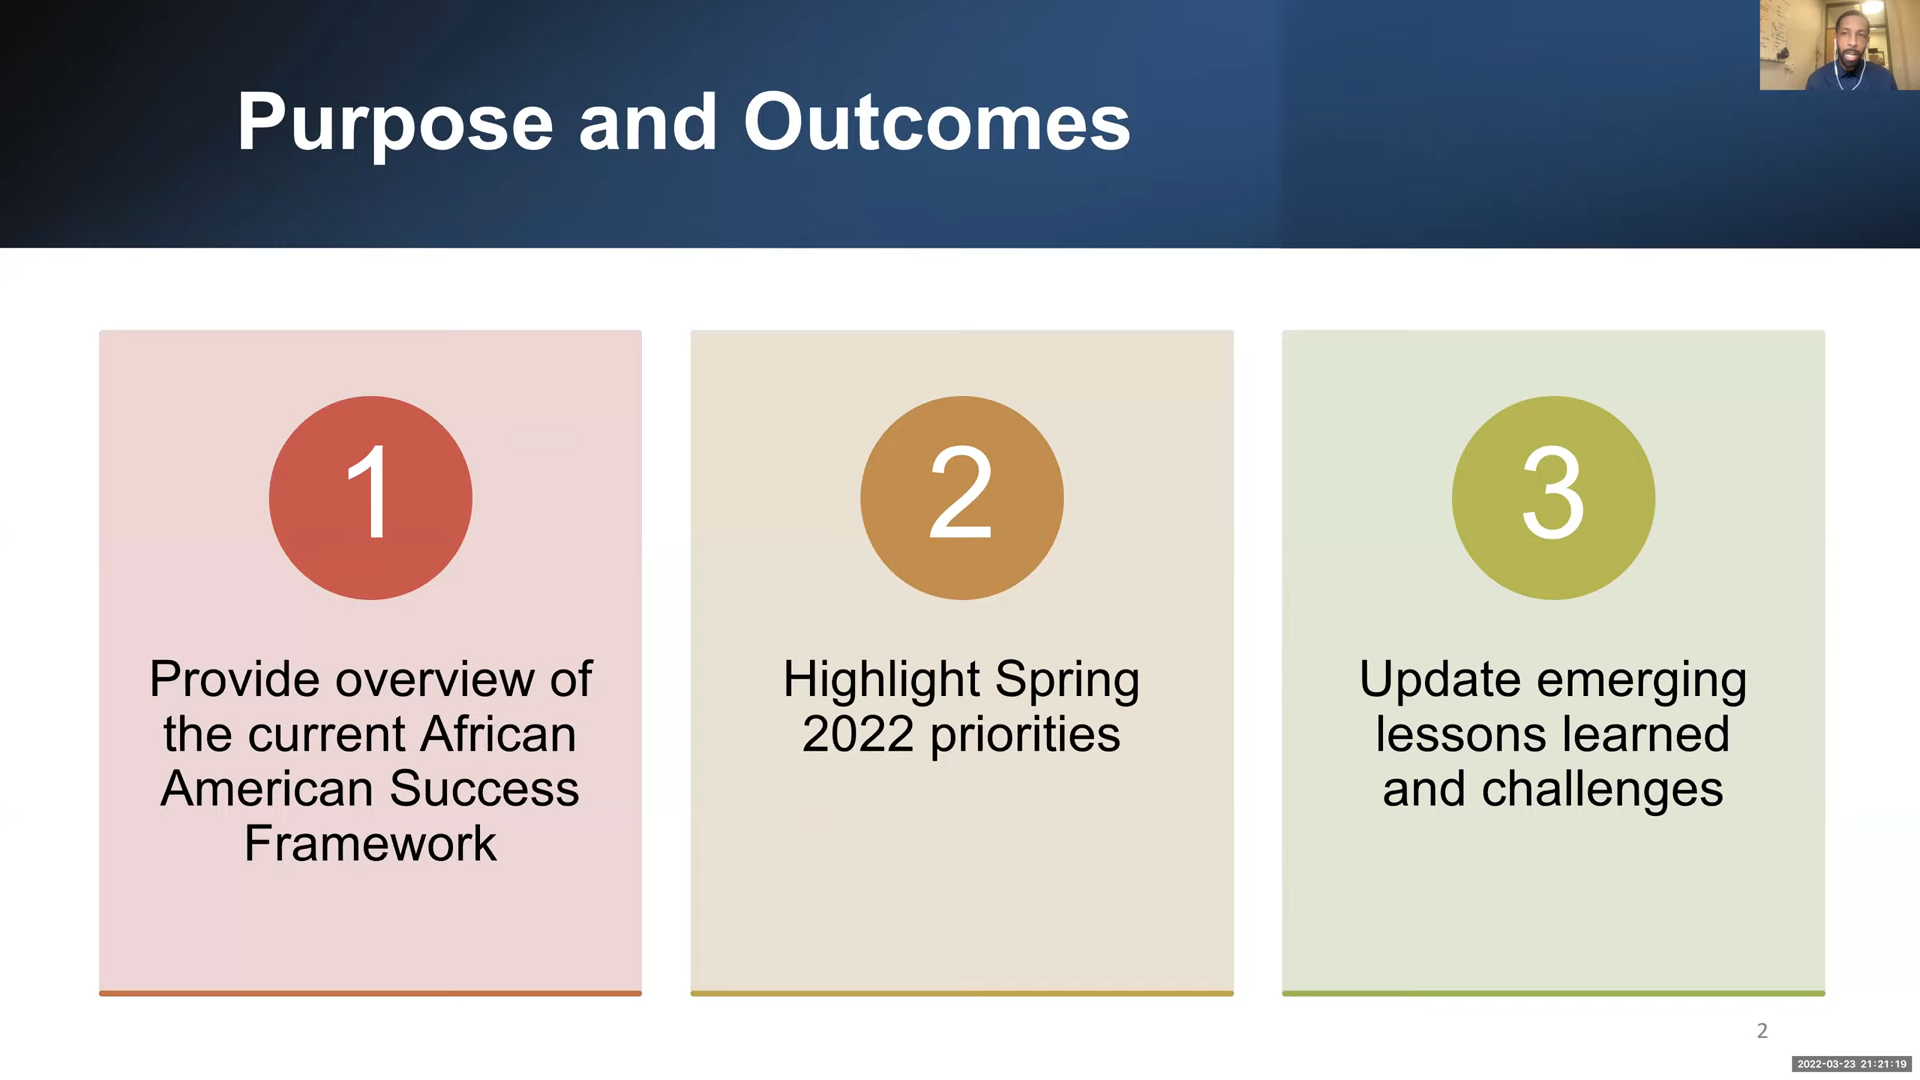 Purpose and Outcomes
1
Provide overview of
the current African
American Success
Framework
2
Highlight Spring
2022 priorities
3
Update emerging
lessons learned
and challenges
2
2022-03-23 21:21:19